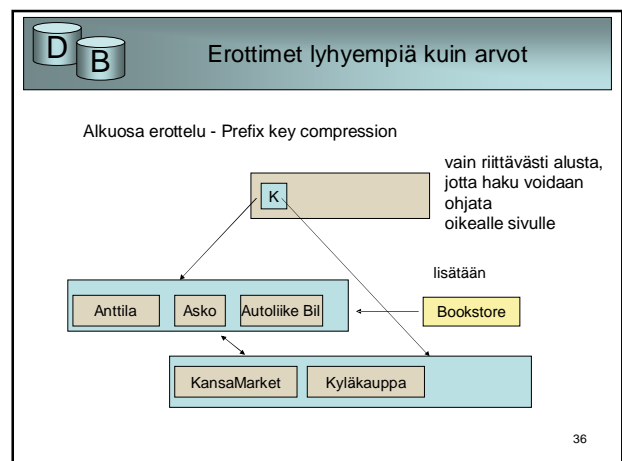 D
B
Erottimet lyhyempiä kuin arvot
Alkuosa erottelu - Prefix key compression
vain riittävästi alusta,
jotta haku voidaan
ohjata
oikealle sivulle
K
lisätään
Anttila
Asko
Autoliike Bil
Bookstore
KansaMarket
Kyläkauppa
36